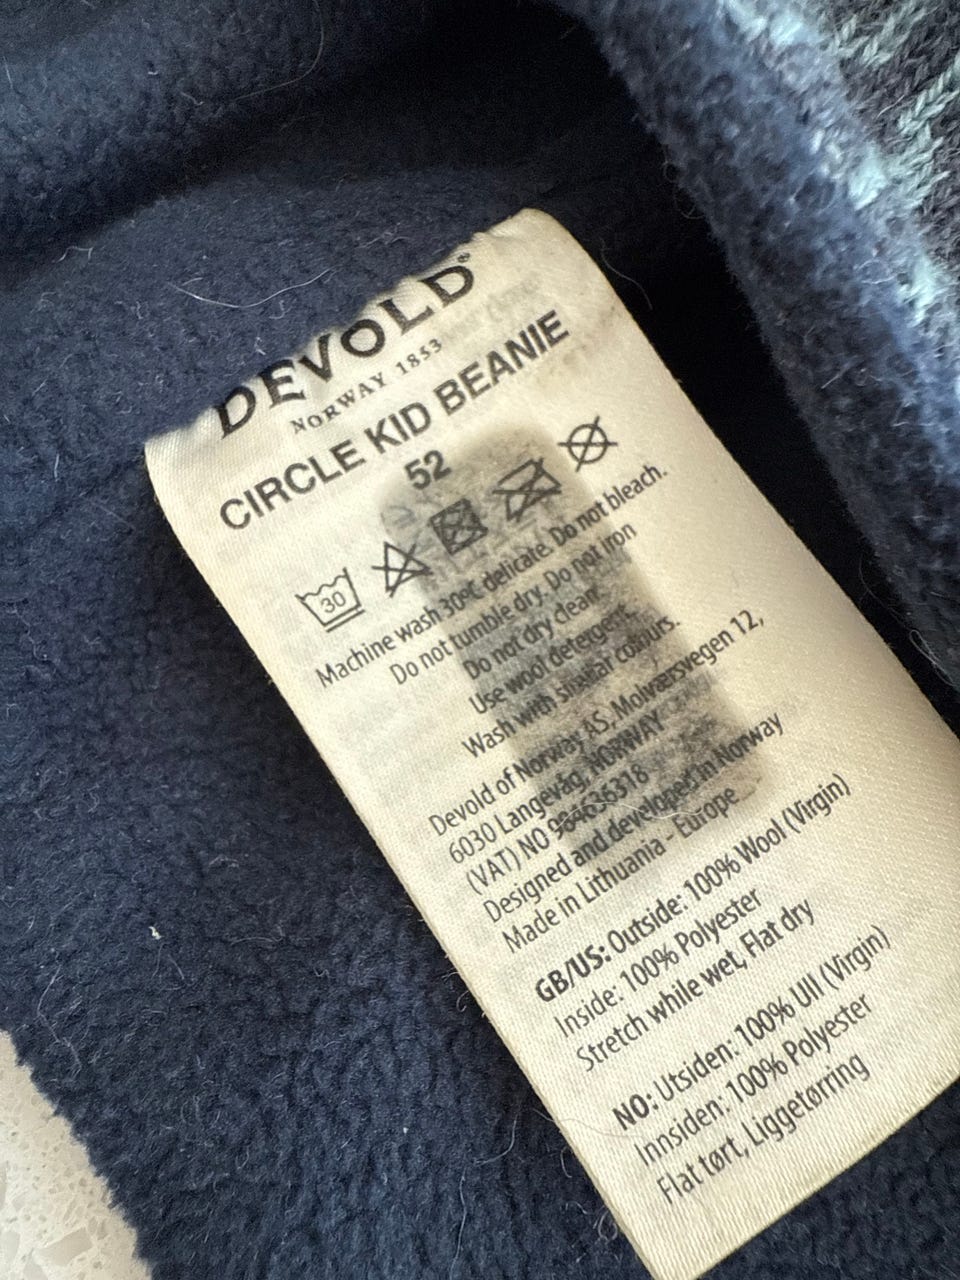 DEVOLD®
NORWAY 1853
CIRCLE KID BEANIE
52
30
Machine wash 30°C delicate. Do not bleach.
Do not tumble dry. Do not iron
Do not dry clean.
Use wool detergent.
Wash with similar colours.
Devold of Norway AS, Molværsvegen 12,
6030 Langevåg, NORWAY
(VAT) NO 984636318
Designed and developed in Norway
Made in Lithuania - Europe
GB/US: Outside: 100% Wool (Virgin)
Inside: 100% Polyester
Stretch while wet, Flat dry
NO: Utsiden: 100% Ull (Virgin)
Innsiden: 100% Polyester
Flat tørt, Liggetørring